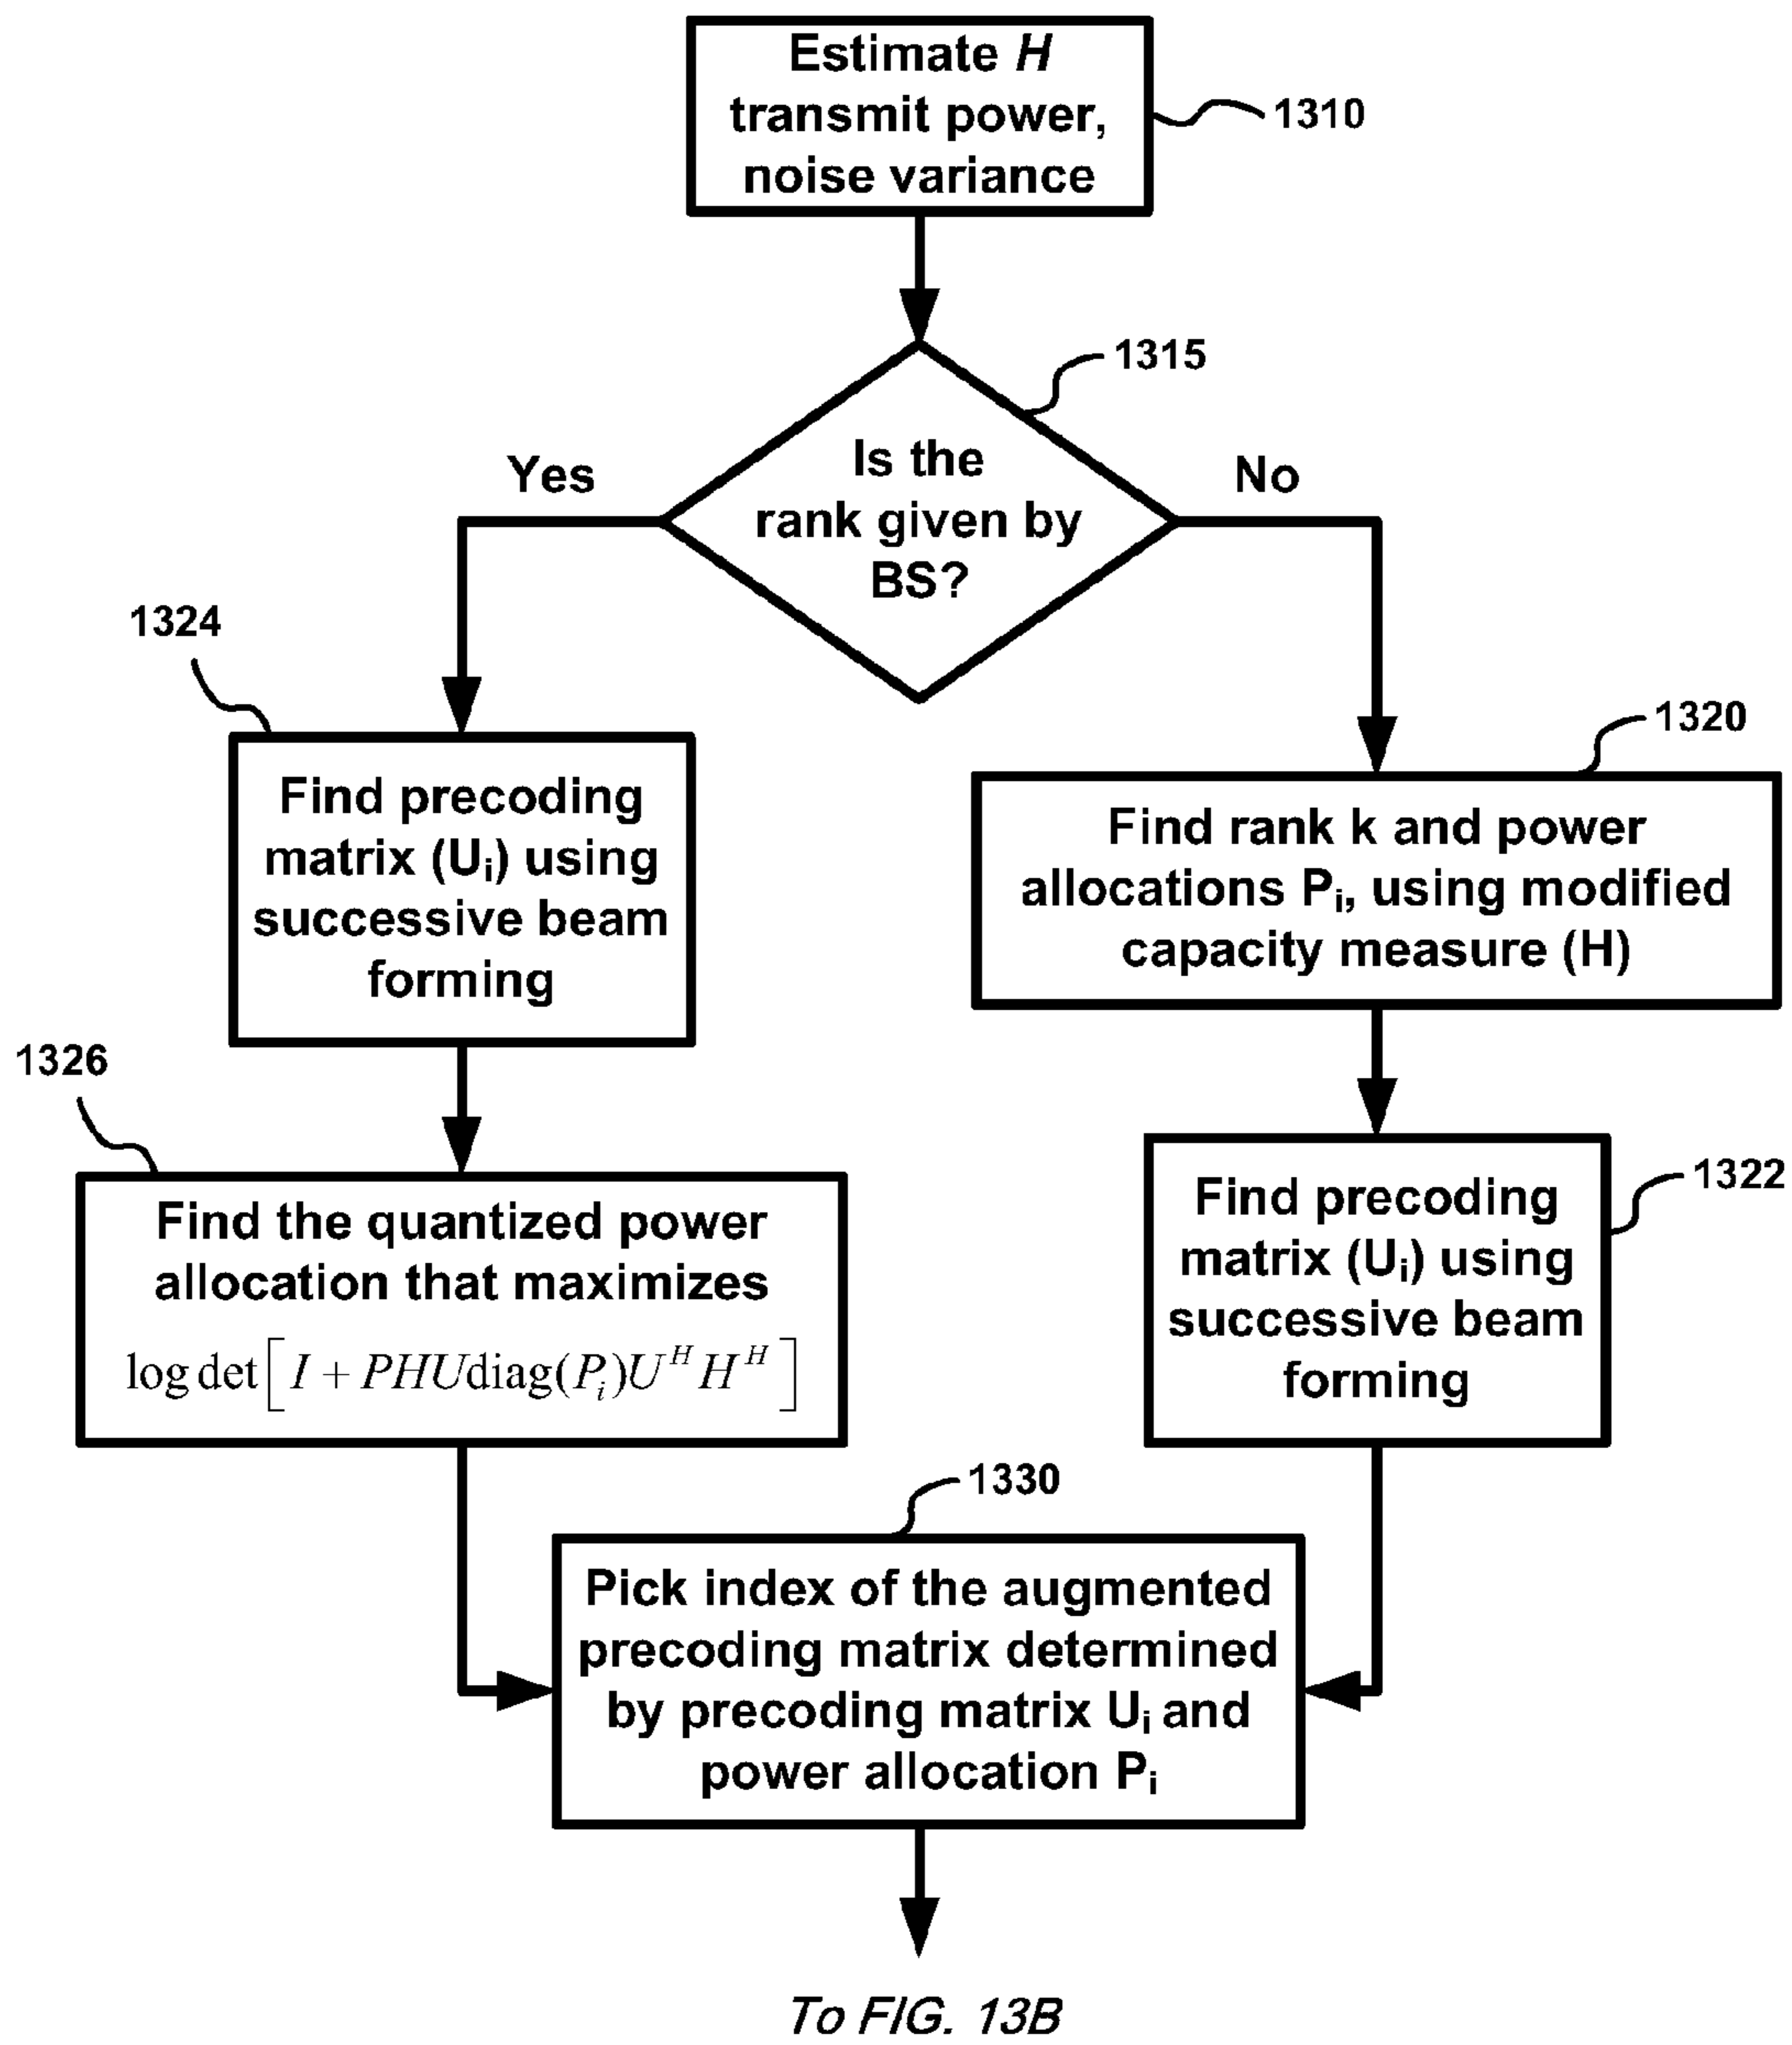 Estimate H
transmit power,
noise variance
1310
1315
Is the
rank given by
BS?
Yes
No
1324
Find precoding
matrix (Uᵢ) using
successive beam
forming
1320
Find rank k and power
allocations Pᵢ, using modified
capacity measure (H)
1326
Find the quantized power
allocation that maximizes
log det[I + PHUdiag(Pᵢ)Uᴴ Hᴴ]
1322
Find precoding
matrix (Uᵢ) using
successive beam
forming
1330
Pick index of the augmented
precoding matrix determined
by precoding matrix Uᵢ and
power allocation Pᵢ
To FIG. 13B